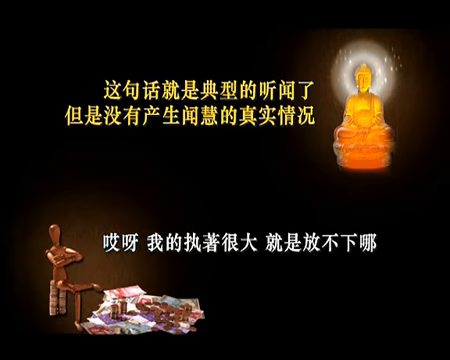 这句话就是典型的听闻了
但是没有产生闻慧的真实情况
哎呀 我的执著很大 就是放不下哪